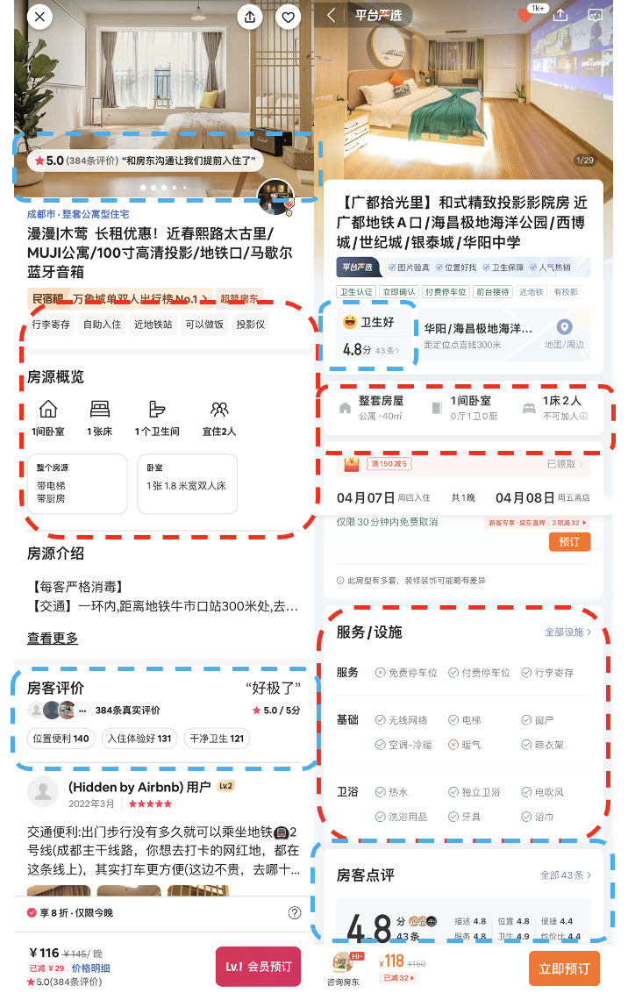 ★5.0 (384条评价) “和房东沟通让我们提前入住了”
成都市·整套公寓型住宅
漫漫|木莺 长租优惠！近春熙路太古里/
MUJI公寓/100寸高清投影/地铁口/马歇尔
蓝牙音箱
民宿榜 万象城单双人出行榜 No.1 > 超赞房东
行李寄存 自助入住 近地铁站 可以做饭 投影仪
房源概览
1间卧室 1张床 1个卫生间 宜住2人
整个房源
带电梯
带厨房
卧室
1张 1.8 米宽双人床
房源介绍
【每客严格消毒】
【交通】一环内,距离地铁牛市口站300米处,去…
查看更多
房客评价 “好极了”
384条真实评价 ★ 5.0 / 5分
位置便利 140 入住体验好 131 干净卫生 121
(Hidden by Airbnb) 用户 Lv.2
2022年3月 ★★★★★
交通便利:出门步行没有多久就可以乘坐地铁2
号线(成都主干线路，你想去打卡的网红地，都在
这条线上)，其实打车更方便(这边不贵，去哪十…
享 8 折 · 仅限今晚
¥116 ¥145/ 晚
已减 ¥29 价格明细
★5.0(384条评价)
Lv.1 会员预订
平台严选
1k+
1/29
【广都拾光里】和式精致投影影院房 近
广都地铁A口/海昌极地海洋公园/西博
城/世纪城/银泰城/华阳中学
平台严选 图片验真 位置好找 卫生保障 人气热销
卫生认证 立即确认 付费停车位 前台接待 近地铁 有投影
卫生好
4.8分 43条 >
华阳/海昌极地海洋...
距定位点直线300米
地图/周边
整套房屋 1间卧室 1床2人
公寓·40㎡ 0厅1卫0厨 不可加人
满150减5 已领取 >
04月07日 周四入住 共1晚 04月08日 周五离店
仅限30分钟内免费取消 新客专享·房东直降 | 2项减32
预订
此房型有多套，装修装饰可能略有差异
服务/设施 全部设施 >
服务 免费停车位 付费停车位 行李寄存
基础 无线网络 电梯 窗户
空调-冷暖 暖气 晾衣架
卫浴 热水 独立卫浴 电吹风
洗浴用品 牙具 浴巾
房客点评 全部43条 >
4.8 分 描述 4.8 位置 4.8 便捷 4.4
43条 服务 4.8 卫生 4.9 性价比 4.4
Hi~
咨询房东
¥118 ¥150
已减32
立即预订